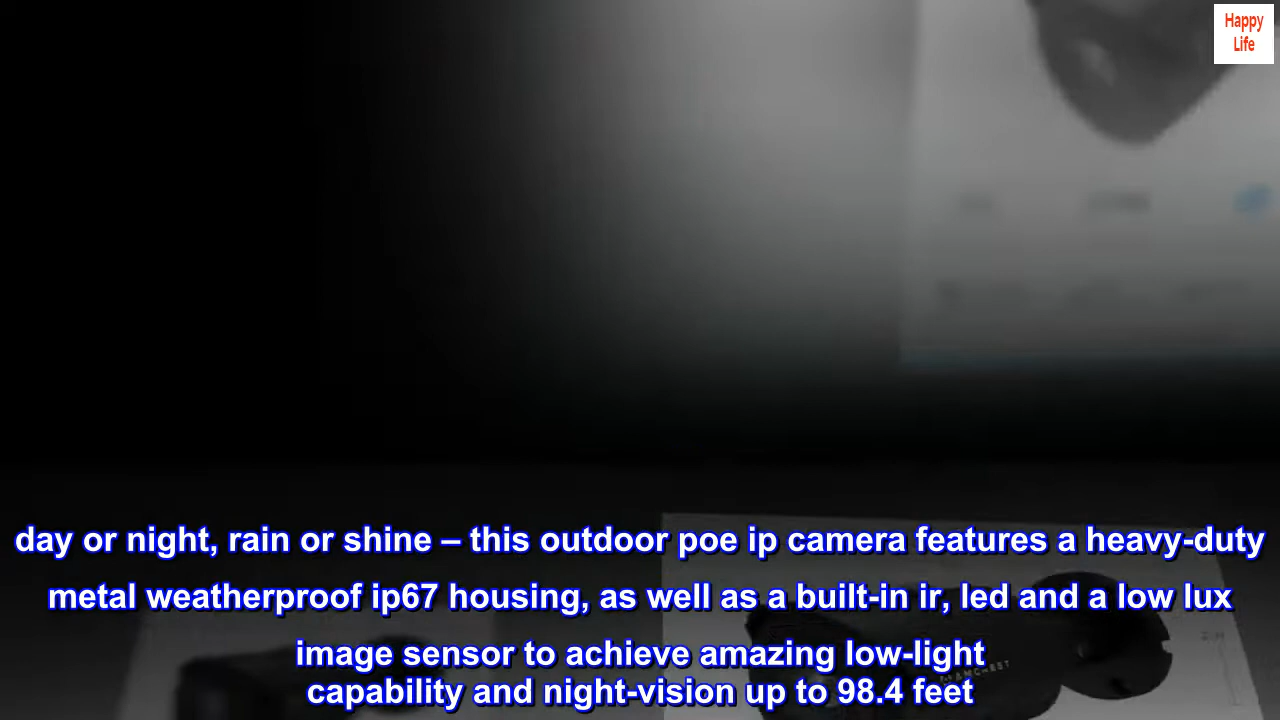 Happy
Life
day or night, rain or shine – this outdoor poe ip camera features a heavy-duty
metal weatherproof ip67 housing, as well as a built-in ir, led and a low lux
image sensor to achieve amazing low-light
capability and night-vision up to 98.4 feet